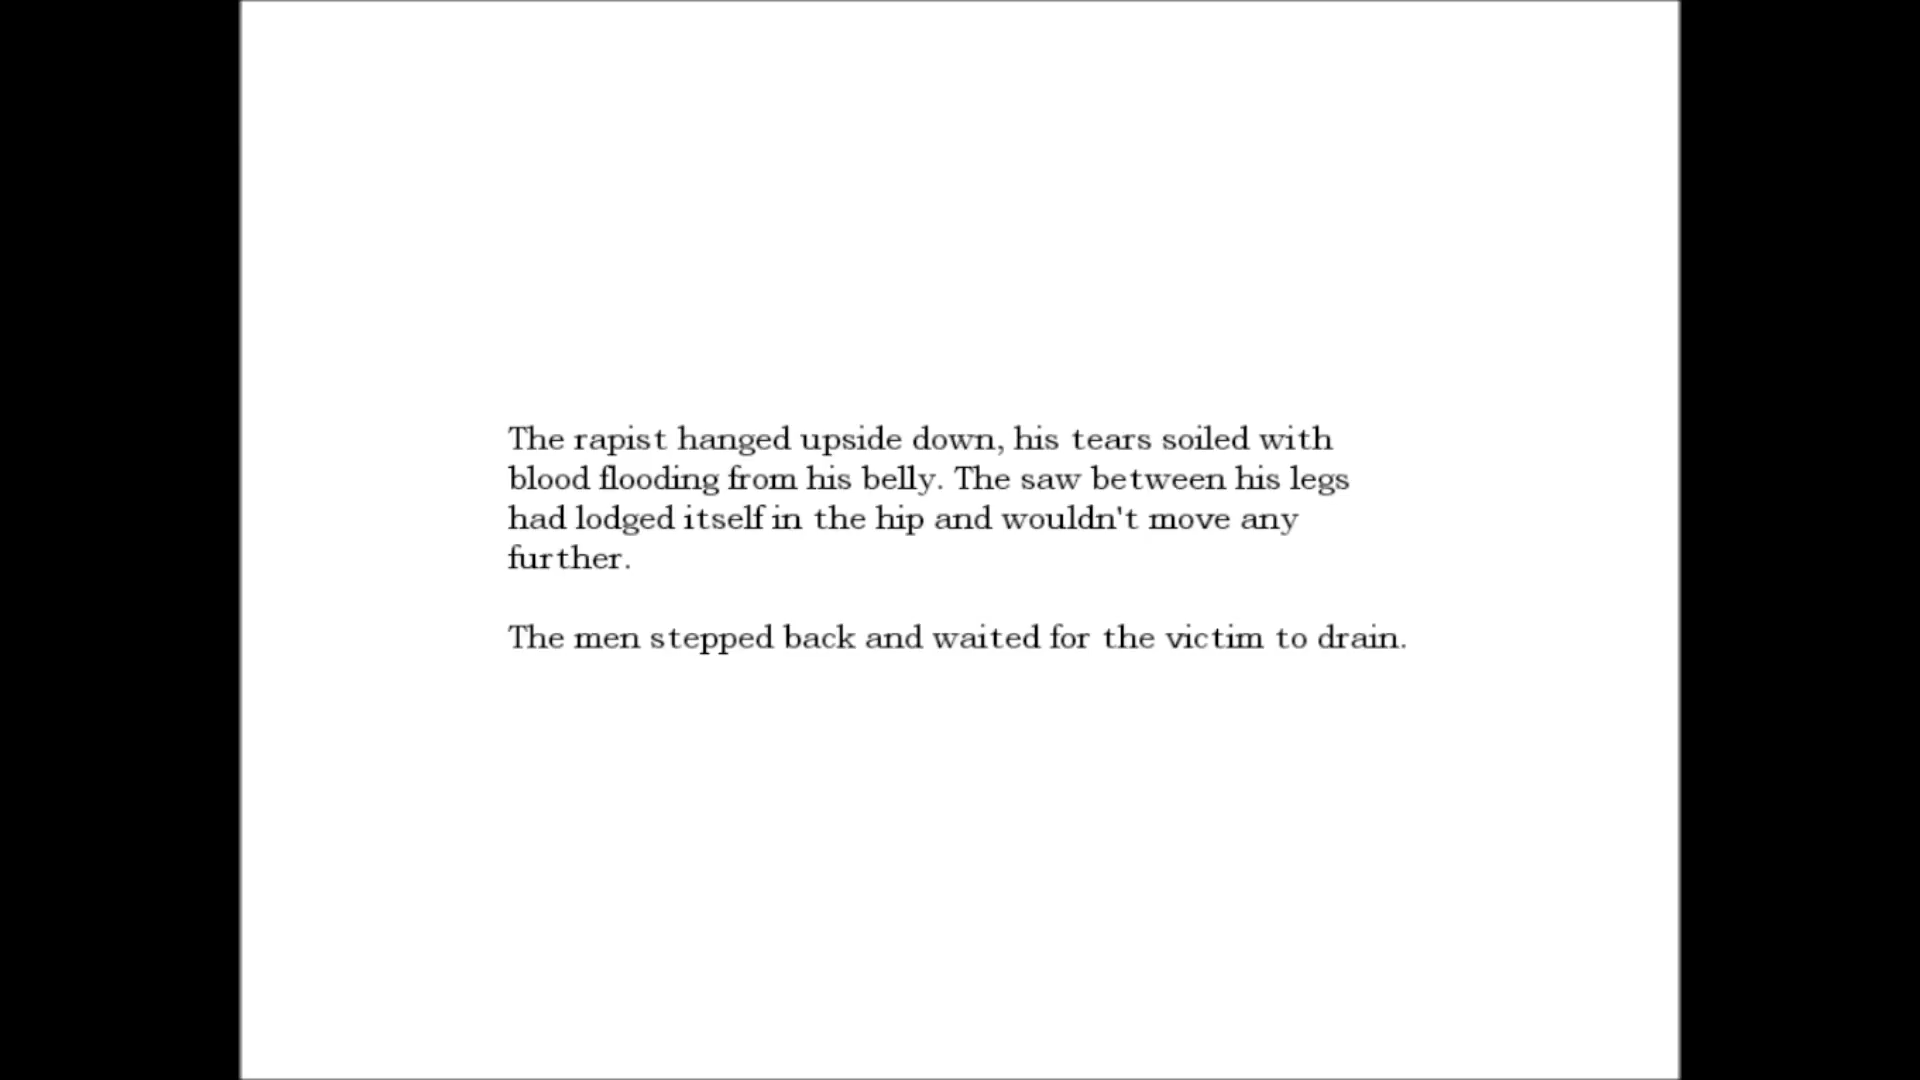 The rapist hanged upside down, his tears soiled with
blood flooding from his belly. The saw between his legs
had lodged itself in the hip and wouldn't move any
further.
The men stepped back and waited for the victim to drain.